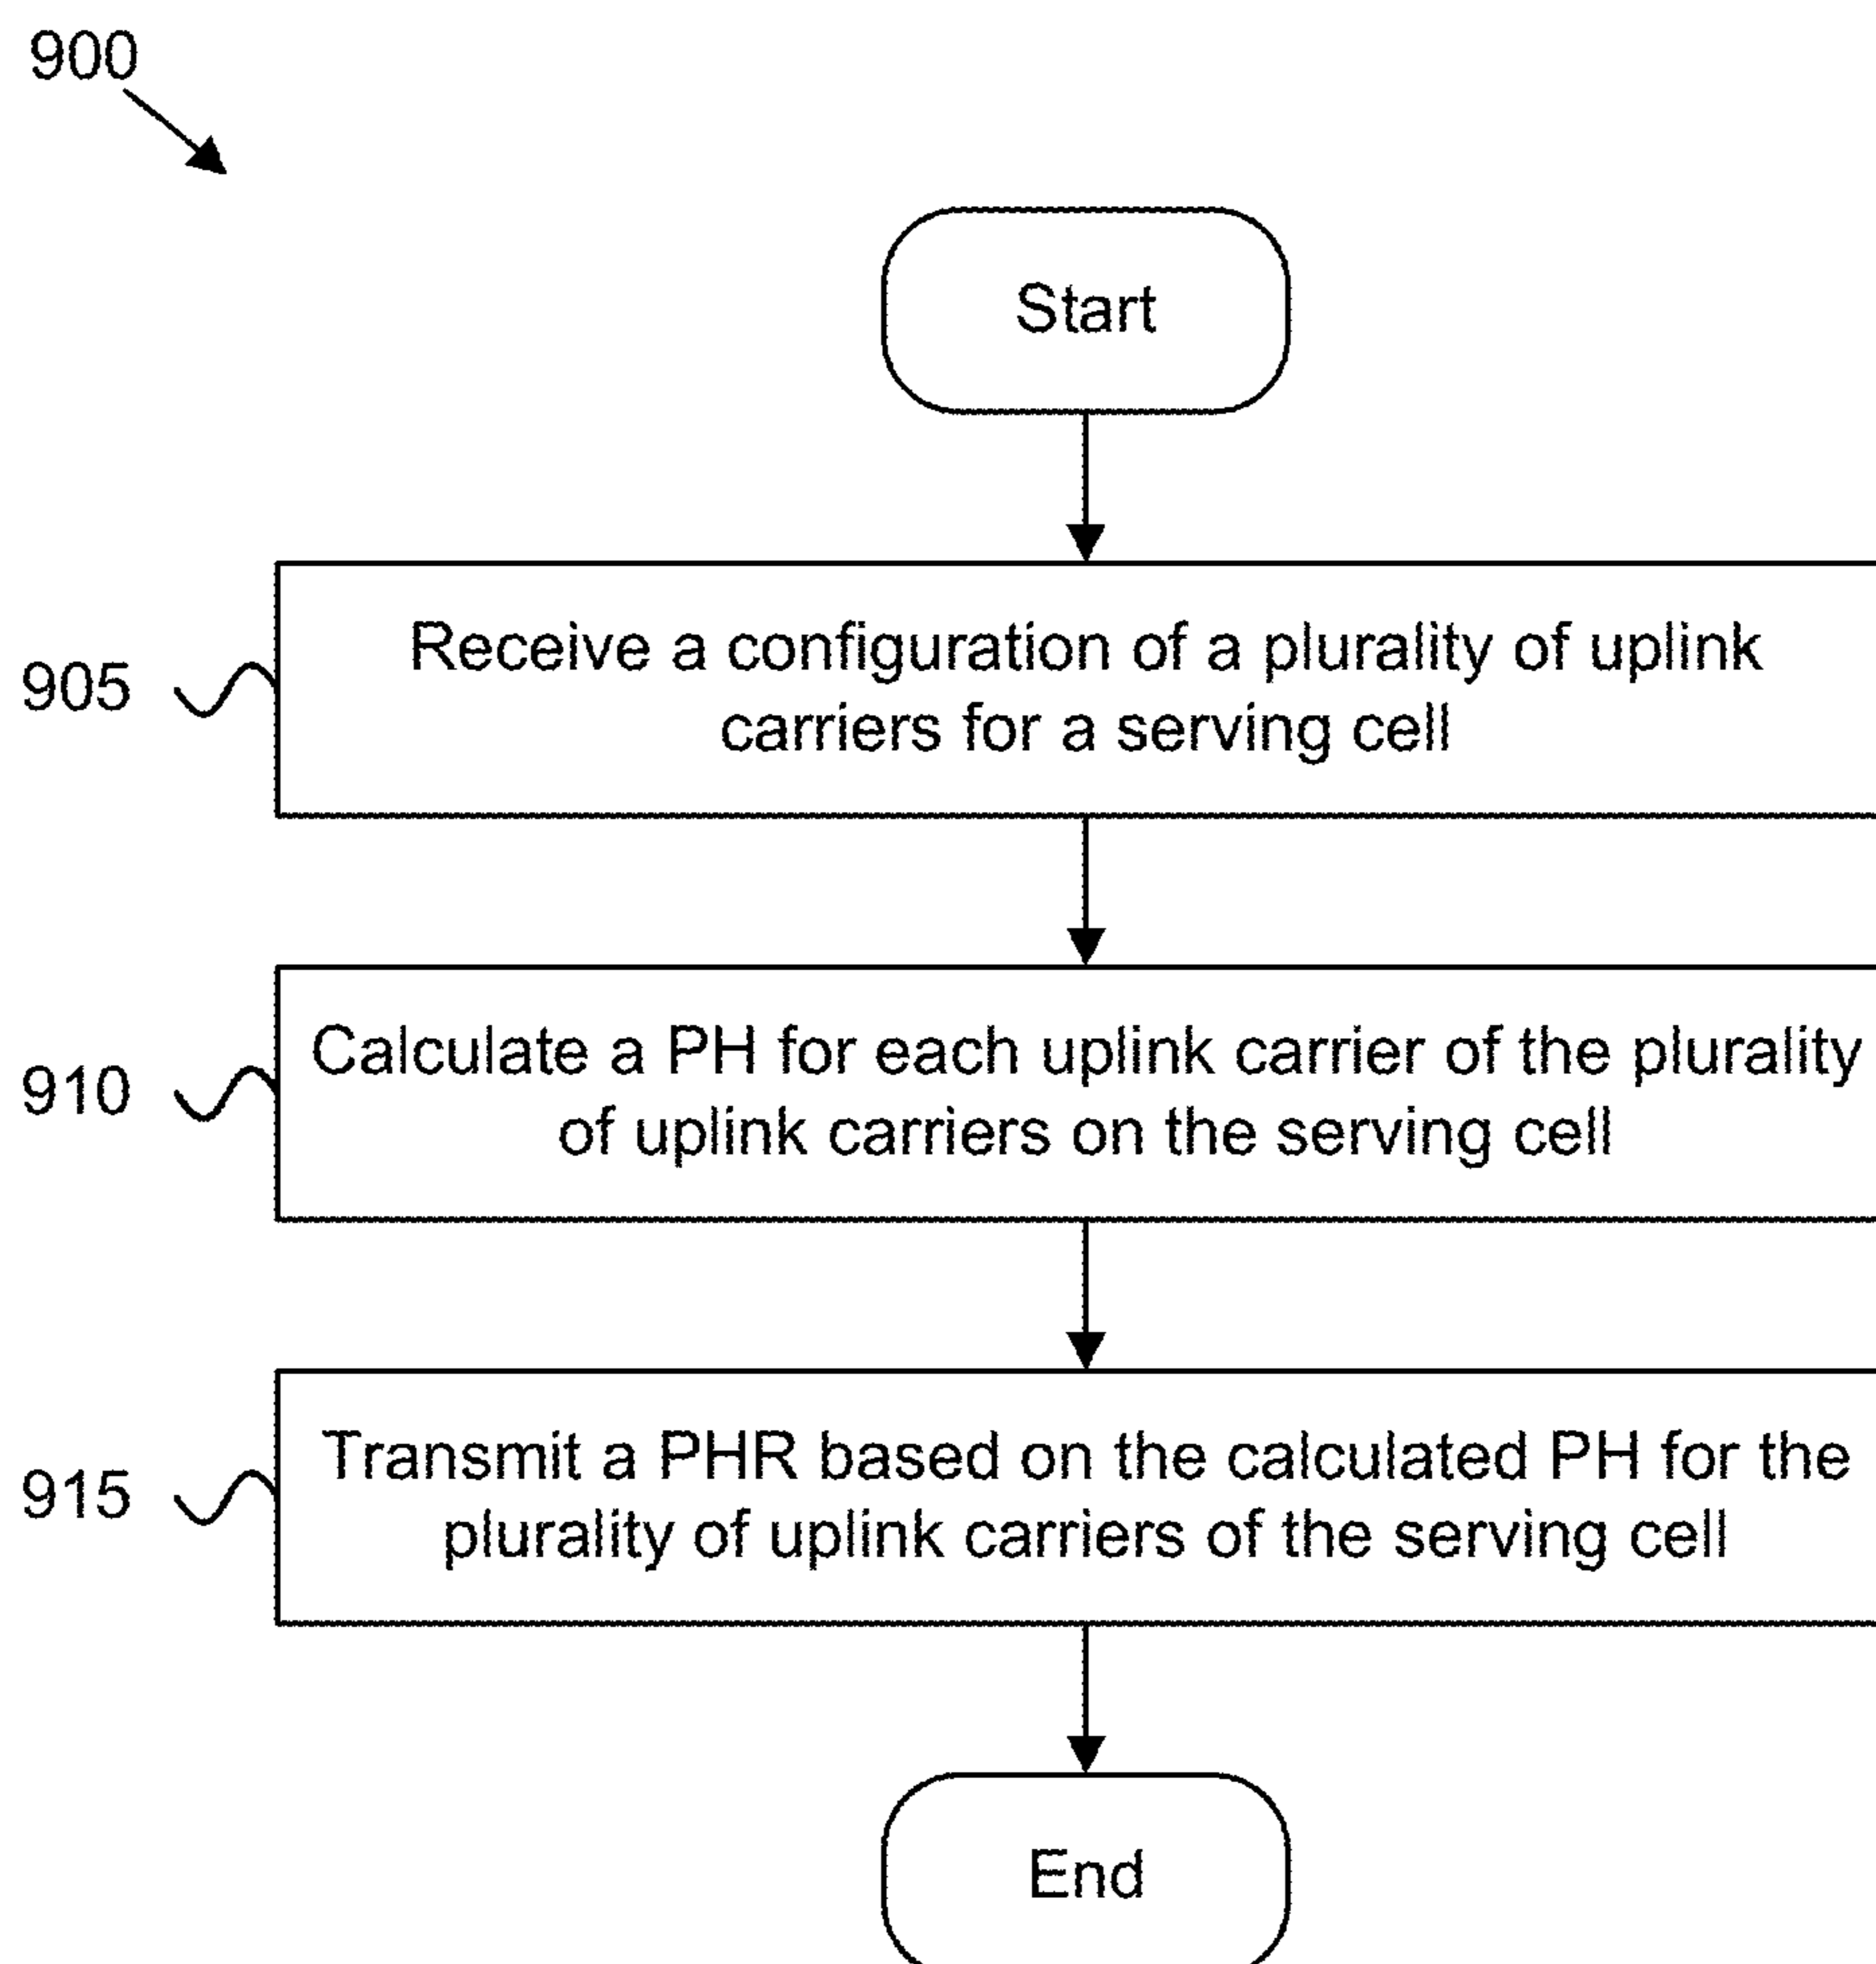 900
Start
905
Receive a configuration of a plurality of uplink
carriers for a serving cell
910
Calculate a PH for each uplink carrier of the plurality
of uplink carriers on the serving cell
915
Transmit a PHR based on the calculated PH for the
plurality of uplink carriers of the serving cell
End